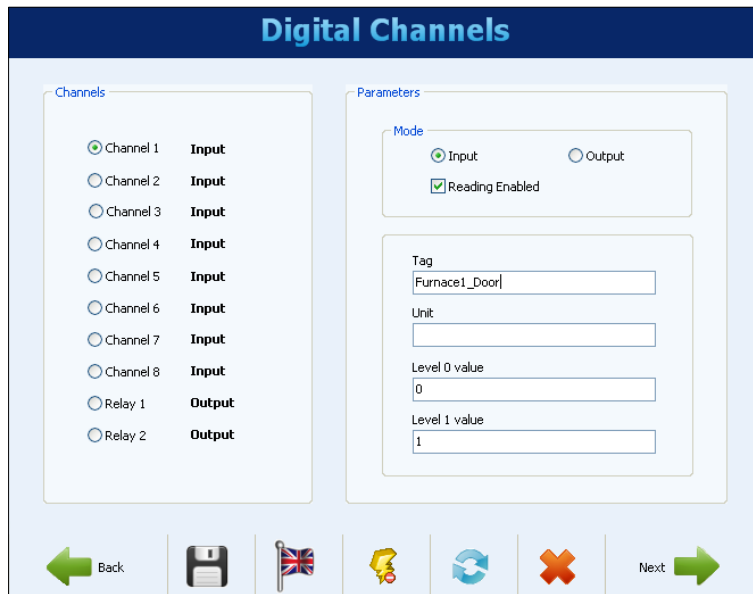 Digital Channels
Channels
Channel 1 Input
Channel 2 Input
Channel 3 Input
Channel 4 Input
Channel 5 Input
Channel 6 Input
Channel 7 Input
Channel 8 Input
Relay 1 Output
Relay 2 Output
Parameters
Mode
Input Output
Reading Enabled
Tag
Furnace1_Door
Unit
Level 0 value
0
Level 1 value
1
Back
Next